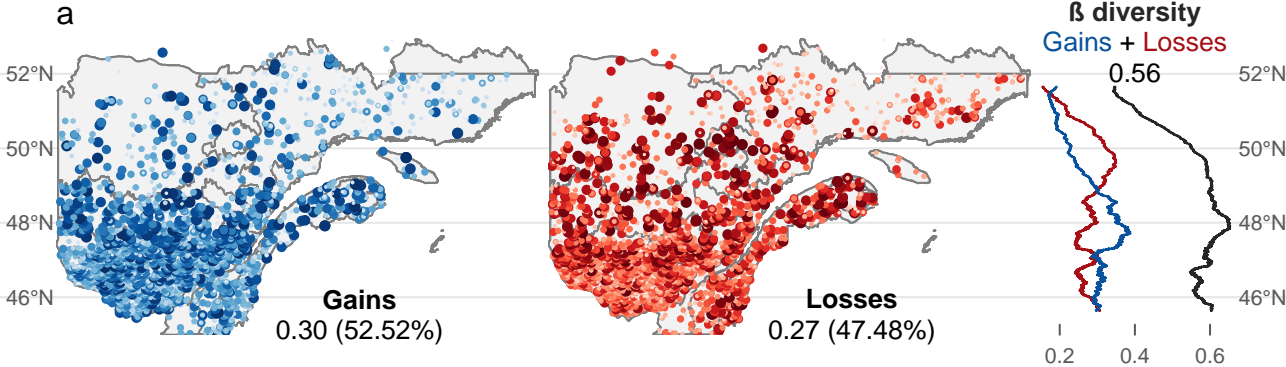 a
ß diversity
Gains + Losses
0.56
52°N
50°N
48°N
46°N
Gains
0.30 (52.52%)
Losses
0.27 (47.48%)
52°N
50°N
48°N
46°N
0.2
0.4
0.6